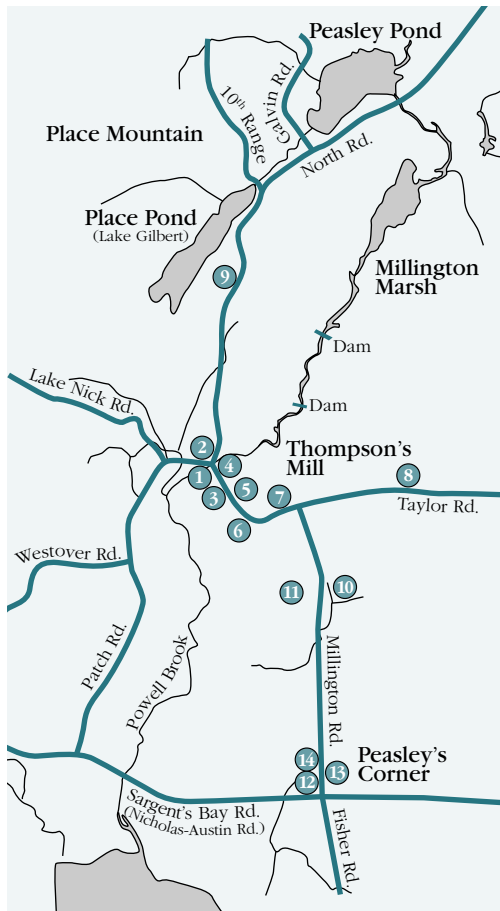 Peasley Pond
10th Range
Galvin Rd.
Place Mountain
North Rd.
Place Pond
(Lake Gilbert)
Millington
Marsh
9
Dam
Lake Nick Rd.
Dam
Thompson's
Mill
2
4
1
3
5
7
8
Taylor Rd.
6
Westover Rd.
11
10
Patch Rd.
Powell Brook
Millington Rd.
14
12
13
Peasley's
Corner
Sargent's Bay Rd.
(Nicholas-Austin Rd.)
Fisher Rd.